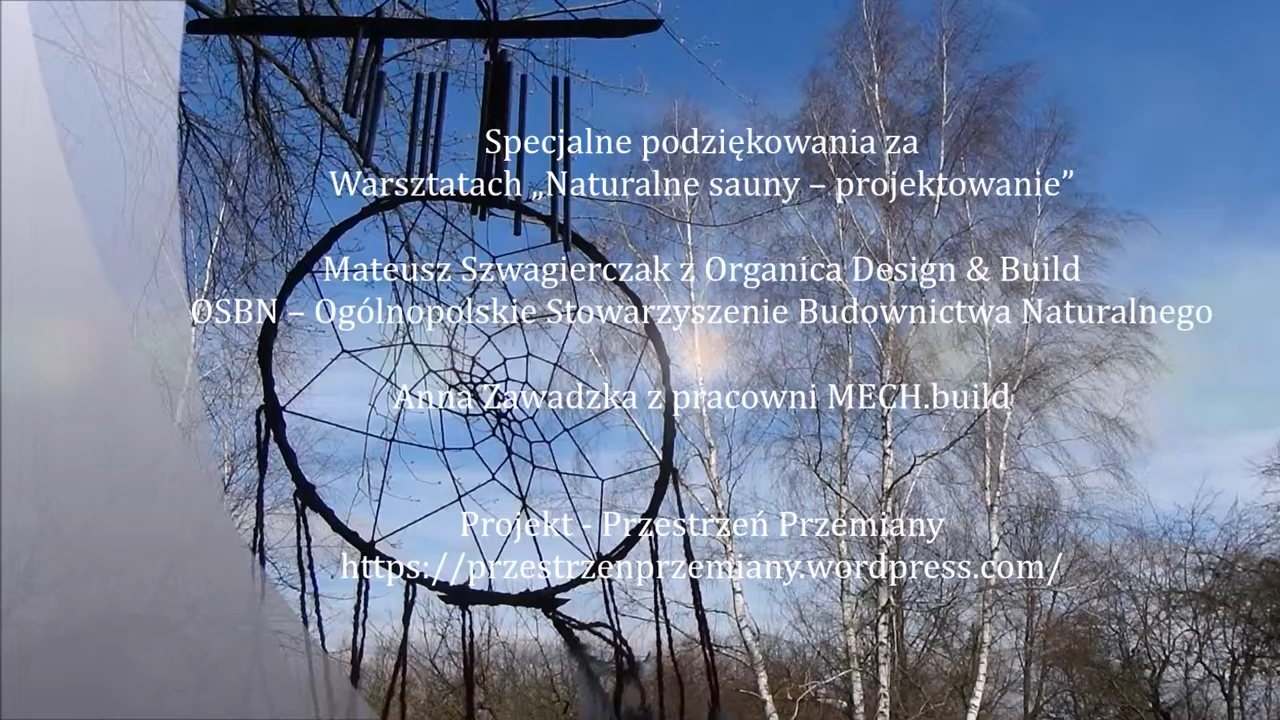 Specjalne podziękowania za
Warsztatach „Naturalne sauny – projektowanie”
Mateusz Szwagierczak z Organica Design & Build
OSBN – Ogólnopolskie Stowarzyszenie Budownictwa Naturalnego
Anna Zawadzka z pracowni MECH.build
Projekt - Przestrzeń Przemiany
https://przestrzenprzemiany.wordpress.com/